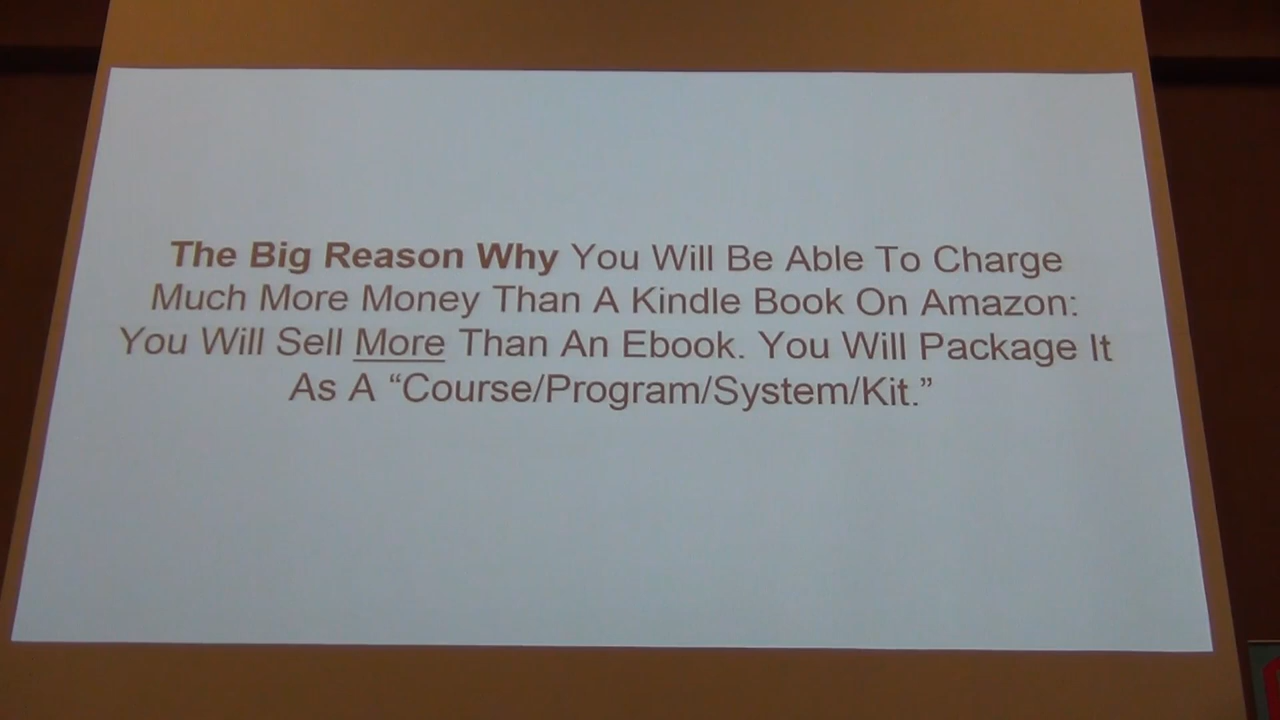 The Big Reason Why You Will Be Able To Charge
Much More Money Than A Kindle Book On Amazon:
You Will Sell More Than An Ebook. You Will Package It
As A “Course/Program/System/Kit.”